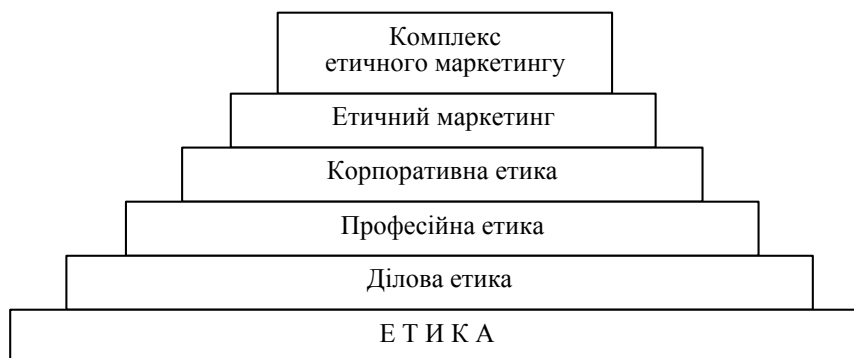 Комплекс
етичного маркетингу
Етичний маркетинг
Корпоративна етика
Професійна етика
Ділова етика
Е Т И К А